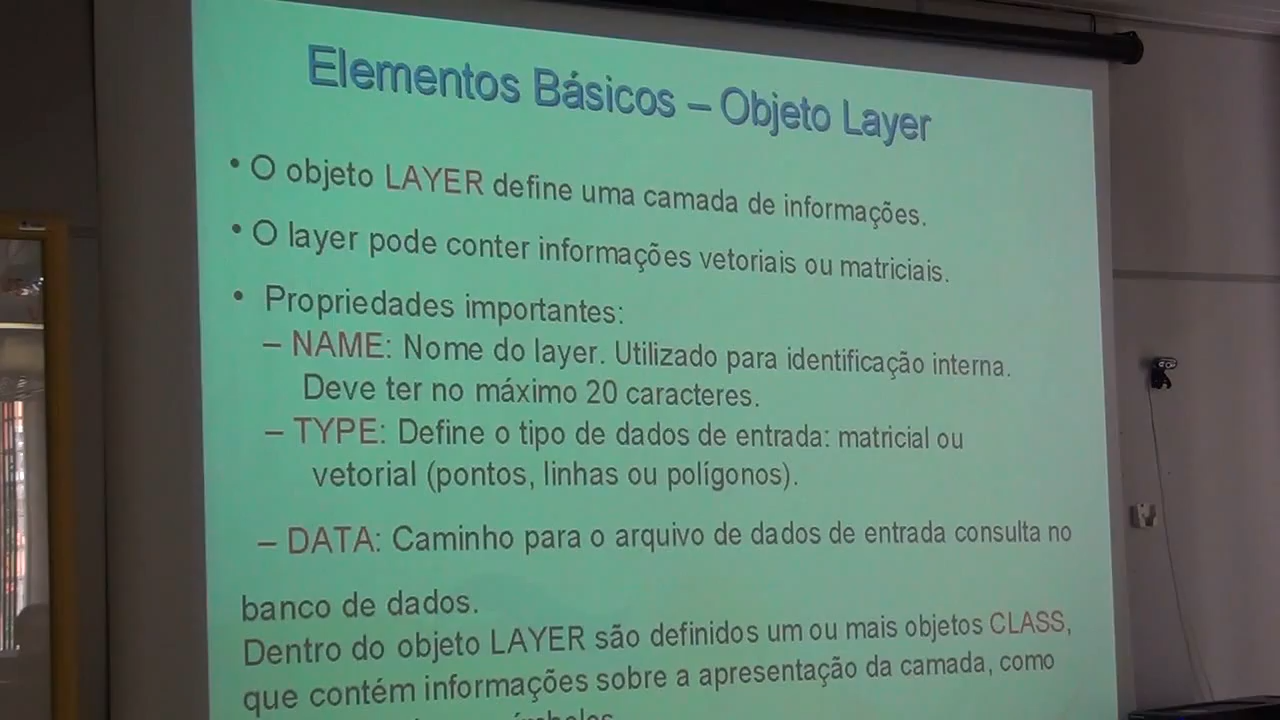 Elementos Básicos – Objeto Layer
• O objeto LAYER define uma camada de informações.
• O layer pode conter informações vetoriais ou matriciais.
• Propriedades importantes:
– NAME: Nome do layer. Utilizado para identificação interna.
Deve ter no máximo 20 caracteres.
– TYPE: Define o tipo de dados de entrada: matricial ou
vetorial (pontos, linhas ou polígonos).
– DATA: Caminho para o arquivo de dados de entrada consulta no
banco de dados.
Dentro do objeto LAYER são definidos um ou mais objetos CLASS,
que contém informações sobre a apresentação da camada, como